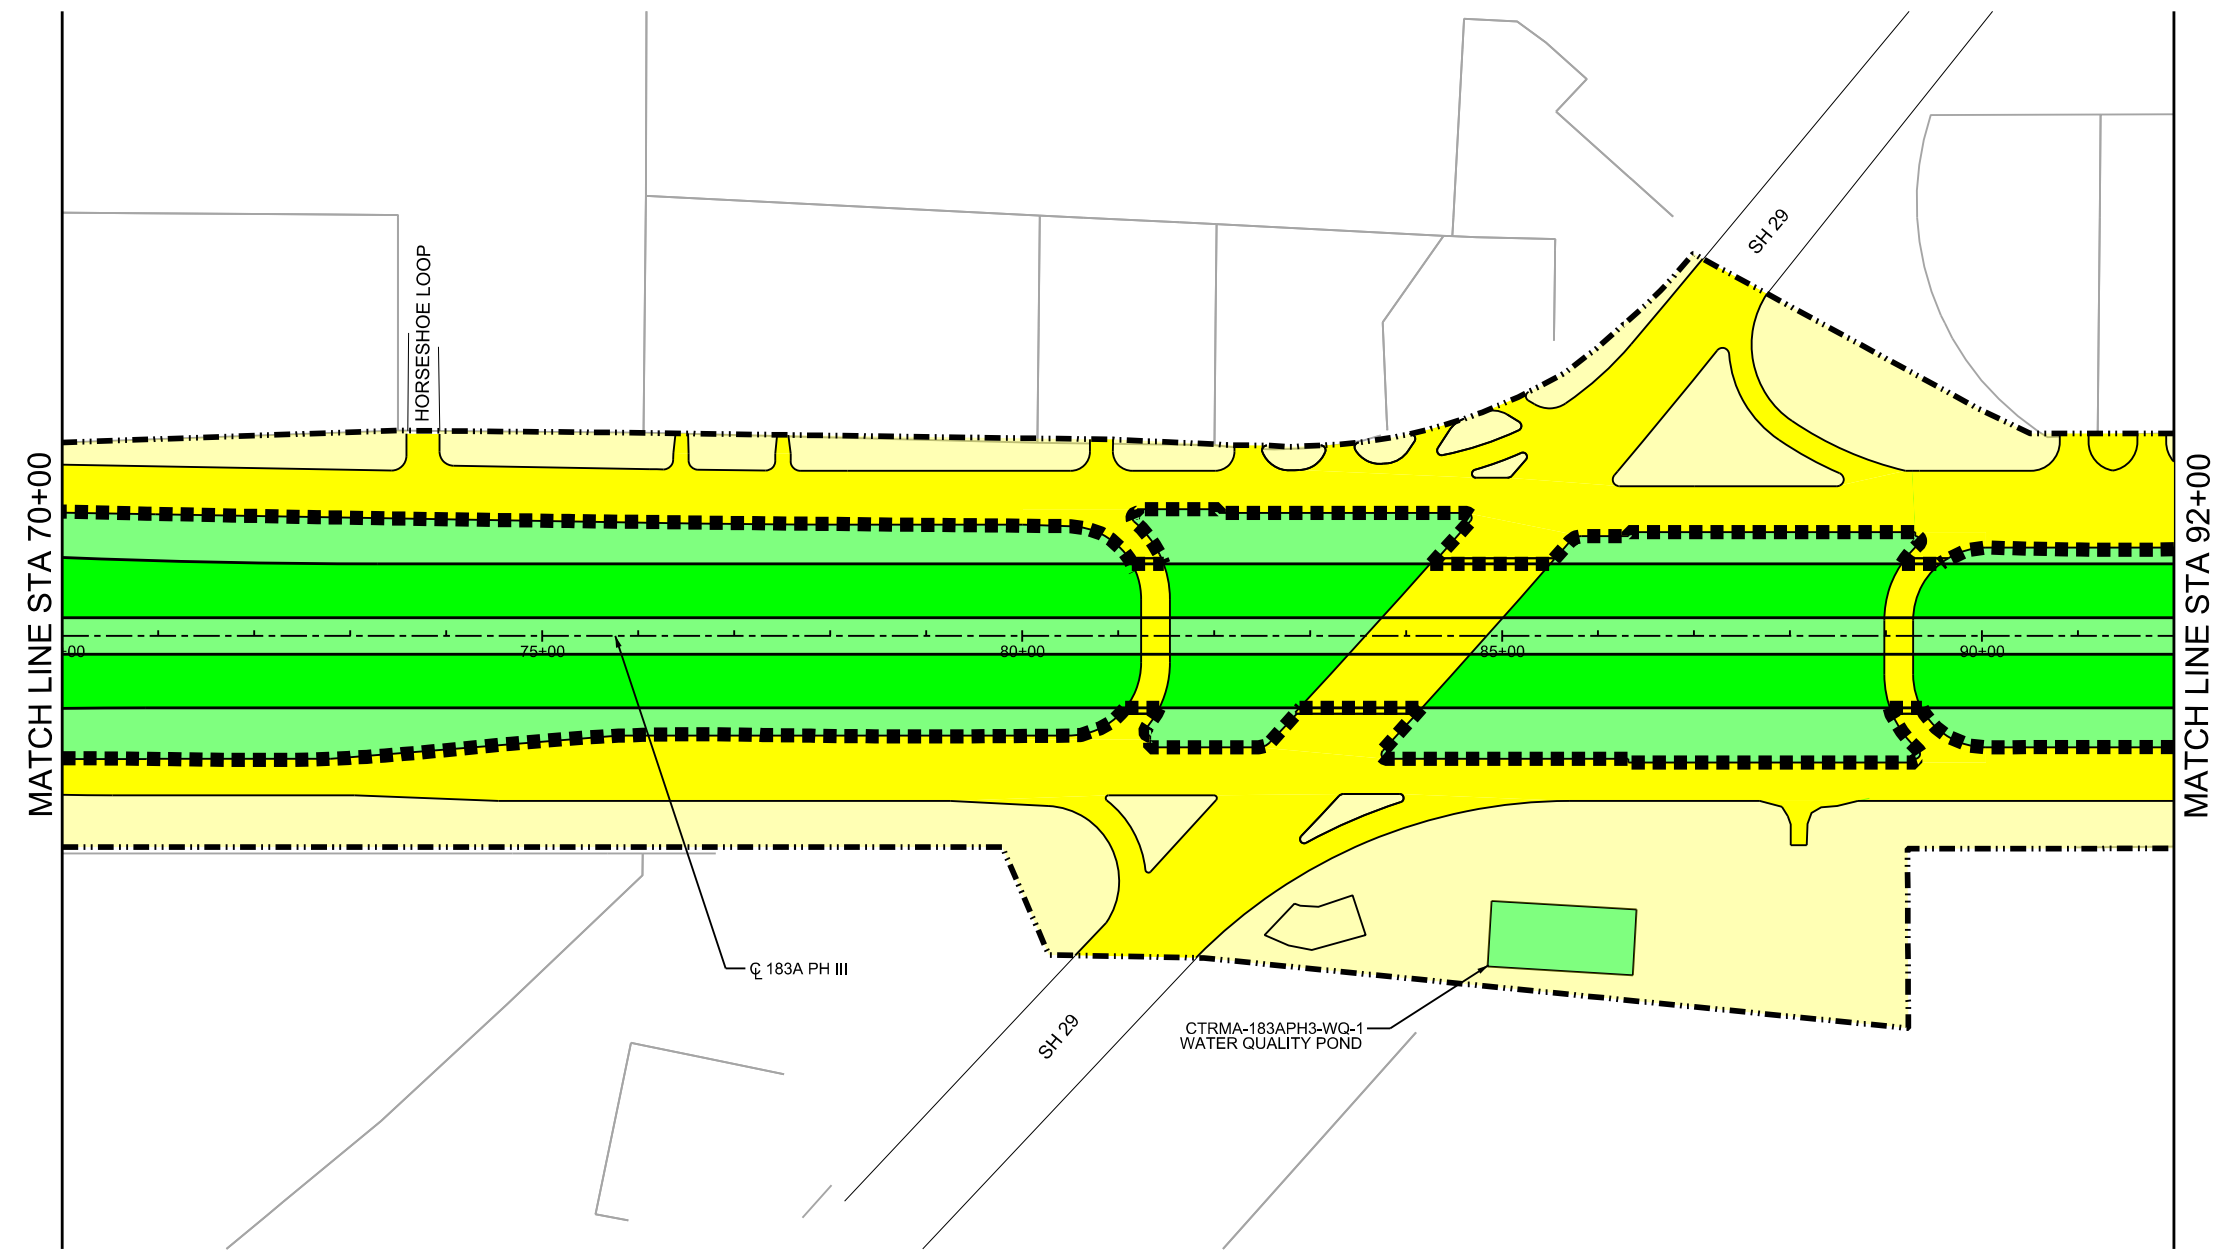 SH 29
HORSESHOE LOOP
MATCH LINE STA 70+00
MATCH LINE STA 92+00
+00
75+00
80+00
85+00
90+00
℄ 183A PH III
SH 29
CTRMA-183APH3-WQ-1
WATER QUALITY POND